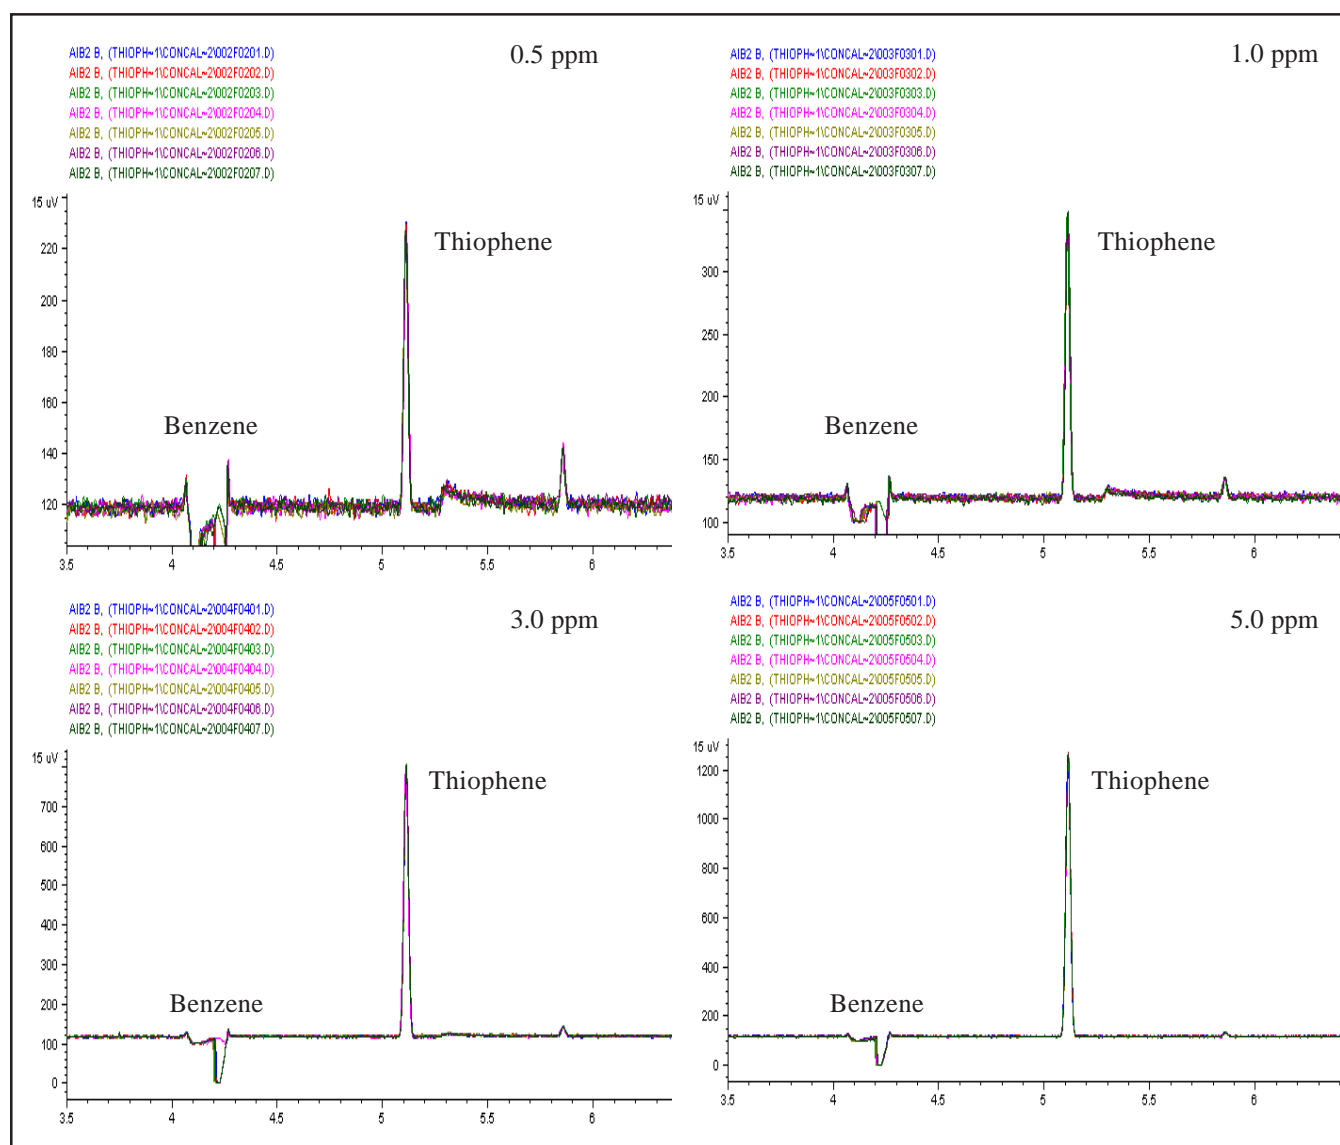 AIB2 B, (THIOPH~1\CONCAL~2\002F0201.D)
AIB2 B, (THIOPH~1\CONCAL~2\002F0202.D)
AIB2 B, (THIOPH~1\CONCAL~2\002F0203.D)
AIB2 B, (THIOPH~1\CONCAL~2\002F0204.D)
AIB2 B, (THIOPH~1\CONCAL~2\002F0205.D)
AIB2 B, (THIOPH~1\CONCAL~2\002F0206.D)
AIB2 B, (THIOPH~1\CONCAL~2\002F0207.D)
0.5 ppm
15 uV
220
200
180
160
140
120
Thiophene
Benzene
3.5 4 4.5 5 5.5 6
AIB2 B, (THIOPH~1\CONCAL~2\003F0301.D)
AIB2 B, (THIOPH~1\CONCAL~2\003F0302.D)
AIB2 B, (THIOPH~1\CONCAL~2\003F0303.D)
AIB2 B, (THIOPH~1\CONCAL~2\003F0304.D)
AIB2 B, (THIOPH~1\CONCAL~2\003F0305.D)
AIB2 B, (THIOPH~1\CONCAL~2\003F0306.D)
AIB2 B, (THIOPH~1\CONCAL~2\003F0307.D)
1.0 ppm
15 uV
300
250
200
150
100
Thiophene
Benzene
3.5 4 4.5 5 5.5 6
AIB2 B, (THIOPH~1\CONCAL~2\004F0401.D)
AIB2 B, (THIOPH~1\CONCAL~2\004F0402.D)
AIB2 B, (THIOPH~1\CONCAL~2\004F0403.D)
AIB2 B, (THIOPH~1\CONCAL~2\004F0404.D)
AIB2 B, (THIOPH~1\CONCAL~2\004F0405.D)
AIB2 B, (THIOPH~1\CONCAL~2\004F0406.D)
AIB2 B, (THIOPH~1\CONCAL~2\004F0407.D)
3.0 ppm
15 uV
700
600
500
400
300
200
100
0
Thiophene
Benzene
3.5 4 4.5 5 5.5 6
AIB2 B, (THIOPH~1\CONCAL~2\005F0501.D)
AIB2 B, (THIOPH~1\CONCAL~2\005F0502.D)
AIB2 B, (THIOPH~1\CONCAL~2\005F0503.D)
AIB2 B, (THIOPH~1\CONCAL~2\005F0504.D)
AIB2 B, (THIOPH~1\CONCAL~2\005F0505.D)
AIB2 B, (THIOPH~1\CONCAL~2\005F0506.D)
AIB2 B, (THIOPH~1\CONCAL~2\005F0507.D)
5.0 ppm
15 uV
1200
1000
800
600
400
200
0
Thiophene
Benzene
3.5 4 4.5 5 5.5 6